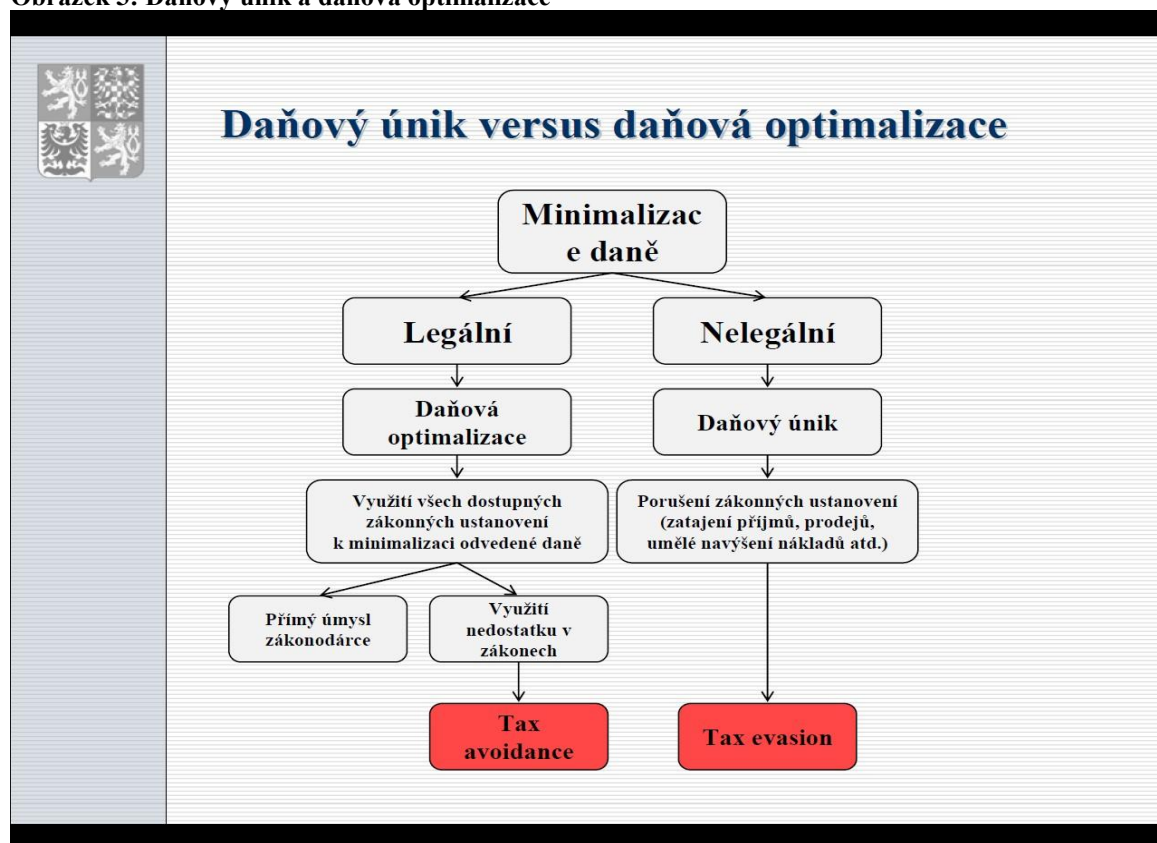 Obrázek 3: Daňový únik a daňová optimalizace
Daňový únik versus daňová optimalizace
Minimalizac
e daně
Legální
Nelegální
Daňová
optimalizace
Daňový únik
Využití všech dostupných
zákonných ustanovení
k minimalizaci odvedené daně
Porušení zákonných ustanovení
(zatajení příjmů, prodejů,
umělé navýšení nákladů atd.)
Přímý úmysl
zákonodárce
Využití
nedostatku v
zákonech
Tax
avoidance
Tax evasion